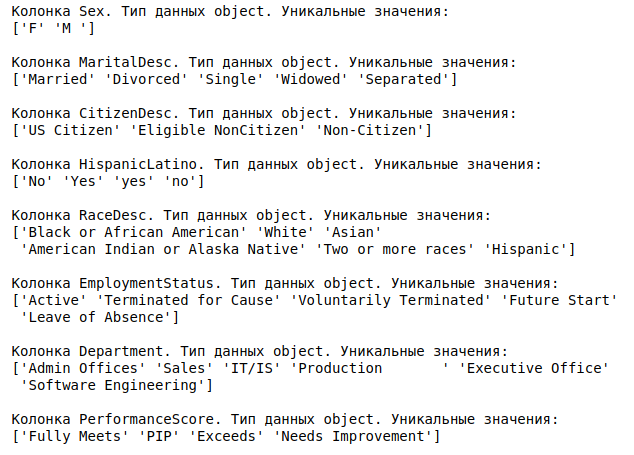 Колонка Sex. Тип данных object. Уникальные значения:
['F' 'M ']
Колонка MaritalDesc. Тип данных object. Уникальные значения:
['Married' 'Divorced' 'Single' 'Widowed' 'Separated']
Колонка CitizenDesc. Тип данных object. Уникальные значения:
['US Citizen' 'Eligible NonCitizen' 'Non-Citizen']
Колонка HispanicLatino. Тип данных object. Уникальные значения:
['No' 'Yes' 'yes' 'no']
Колонка RaceDesc. Тип данных object. Уникальные значения:
['Black or African American' 'White' 'Asian'
 'American Indian or Alaska Native' 'Two or more races' 'Hispanic']
Колонка EmploymentStatus. Тип данных object. Уникальные значения:
['Active' 'Terminated for Cause' 'Voluntarily Terminated' 'Future Start'
 'Leave of Absence']
Колонка Department. Тип данных object. Уникальные значения:
['Admin Offices' 'Sales' 'IT/IS' 'Production       ' 'Executive Office'
 'Software Engineering']
Колонка PerformanceScore. Тип данных object. Уникальные значения:
['Fully Meets' 'PIP' 'Exceeds' 'Needs Improvement']